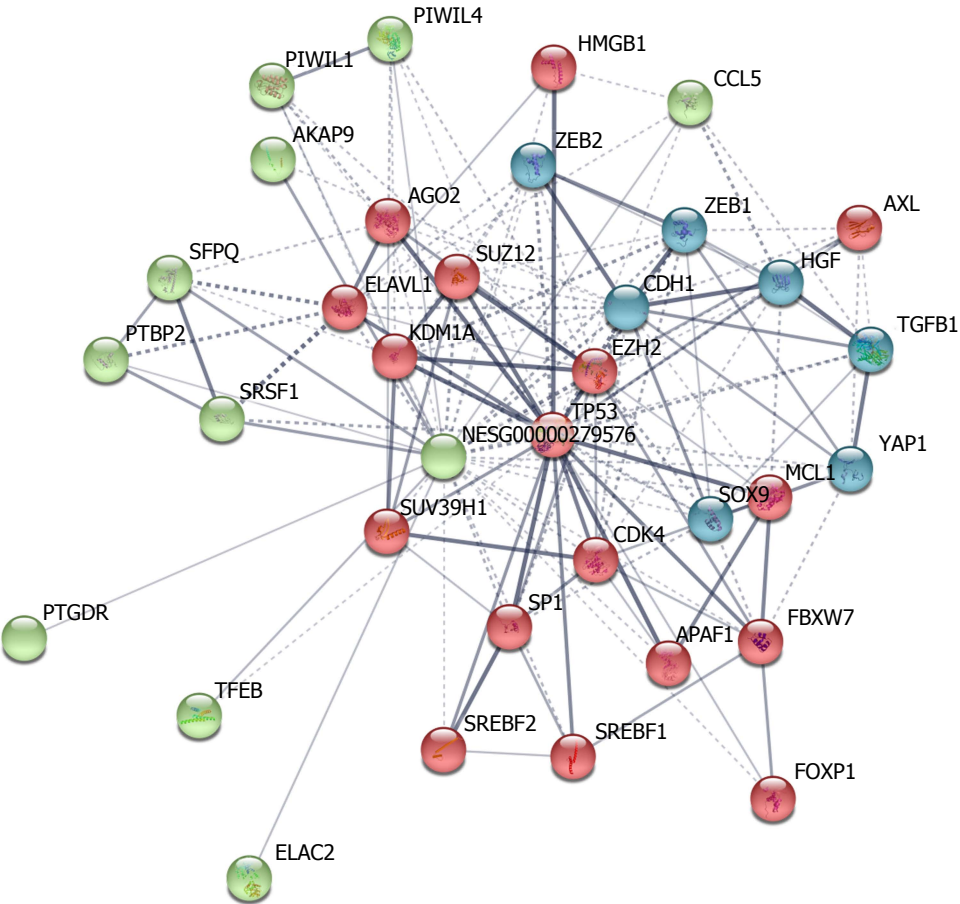 PIWIL4
HMGB1
PIWIL1
CCL5
AKAP9
ZEB2
AGO2
ZEB1
AXL
SFPQ
SUZ12
HGF
ELAVL1
CDH1
PTBP2
KDM1A
TGFB1
EZH2
SRSF1
TP53
NESG00000279576
YAP1
MCL1
SOX9
SUV39H1
CDK4
PTGDR
SP1
FBXW7
APAF1
TFEB
SREBF2
SREBF1
FOXP1
ELAC2